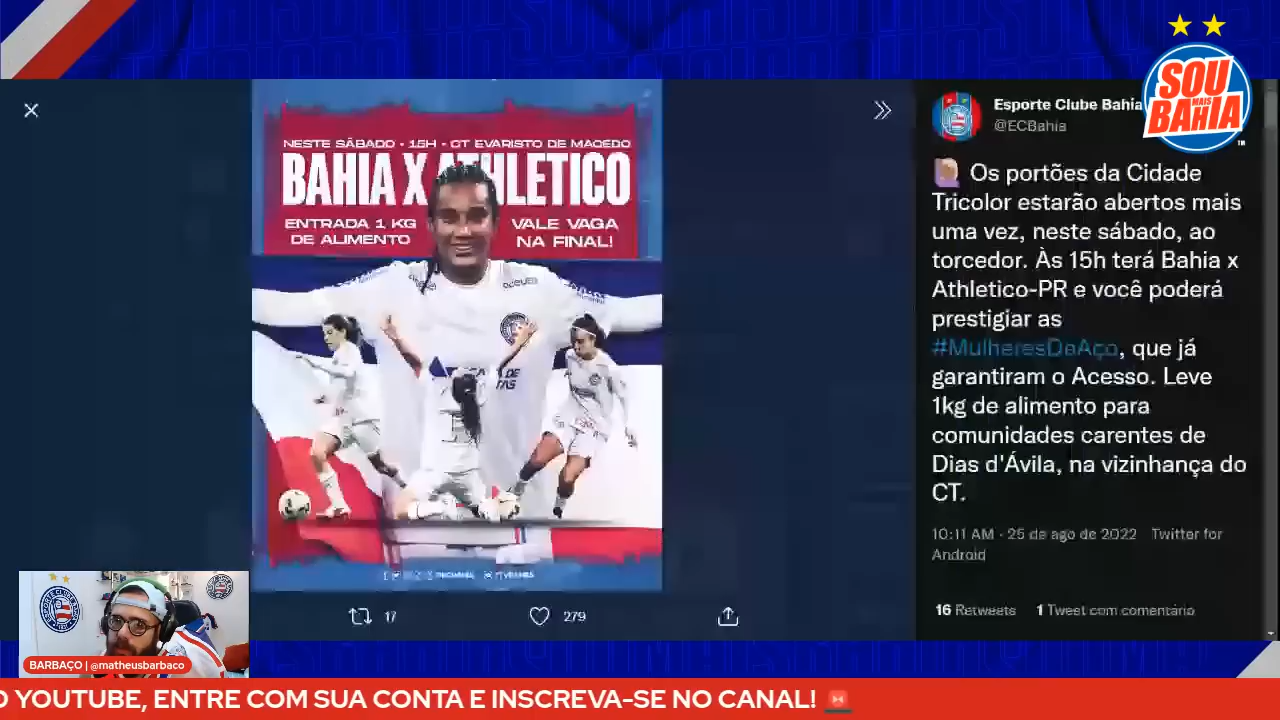 SOU
MAIS
BAHIA
TM
NESTE SÁBADO - 15H - CT EVARISTO DE MACEDO
BAHIA X ATHLETICO
ENTRADA 1 KG
DE ALIMENTO
VALE VAGA
NA FINAL!
Esporte Clube Bahia
@ECBahia
Os portões da Cidade
Tricolor estarão abertos mais
uma vez, neste sábado, ao
torcedor. Às 15h terá Bahia x
Athletico-PR e você poderá
prestigiar as
#MulheresDeAço, que já
garantiram o Acesso. Leve
1kg de alimento para
comunidades carentes de
Dias d'Ávila, na vizinhança do
CT.
10:11 AM · 25 de ago de 2022 Twitter for
Android
16 Retweets 1 Tweet com comentário
17
279
BARBAÇO | @matheusbarbaco
O YOUTUBE, ENTRE COM SUA CONTA E INSCREVA-SE NO CANAL!